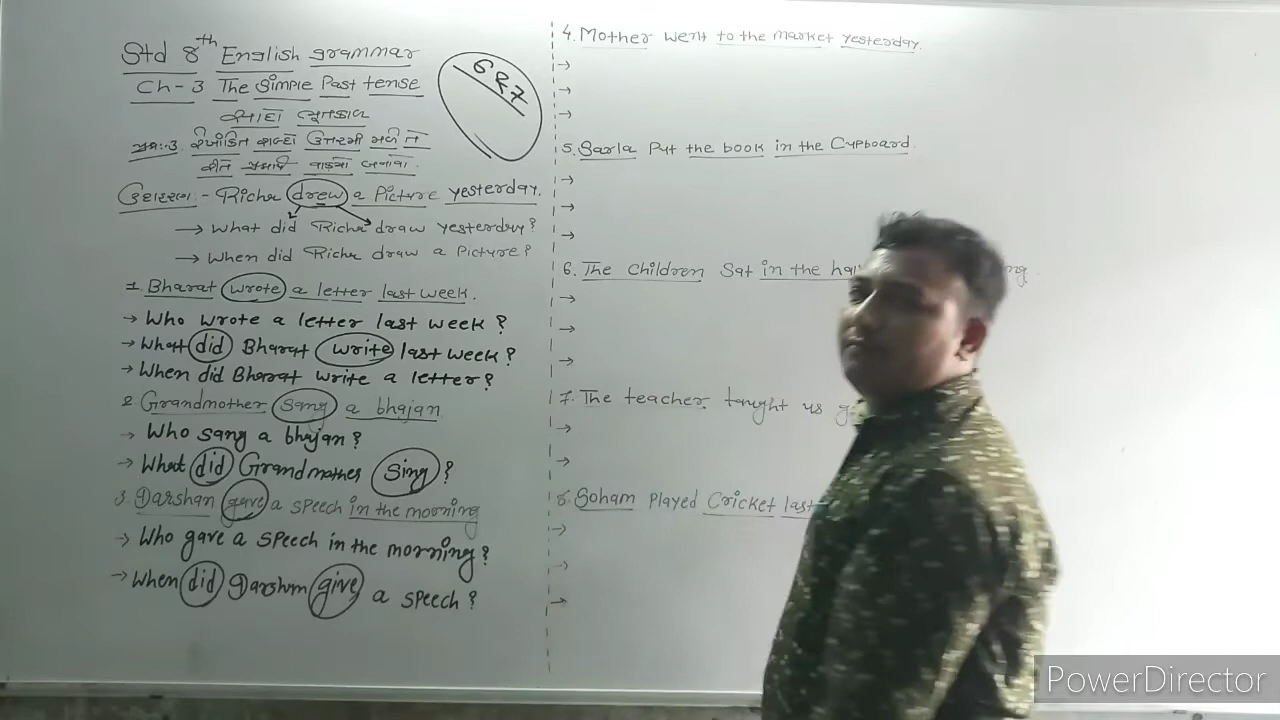 Std 8th English grammar
Ch-3 The Simple Past tense
6 & 7
साधा भूतकाळ
उदाहरण - Richa drew a Picture yesterday.
→ What did Richa draw yesterday?
→ When did Richa draw a Picture?
1. Bharat wrote a letter last week.
→ Who wrote a letter last week?
→ What did Bharat write last week?
→ When did Bharat write a letter?
2 Grandmother sang a bhajan
→ Who sang a bhajan?
→ What did Grandmother Sing?
3 Darshan gave a speech in the morning
→ Who gave a speech in the morning?
→ When did Darshan give a speech?
4. Mother went to the market yesterday.
→
→
→
5. Sarla Put the book in the Cupboard.
→
→
→
6. The Children Sat in the
→
→
→
7. The teacher taught us
→
→
8. Soham Played Cricket last
→
→
→
PowerDirector